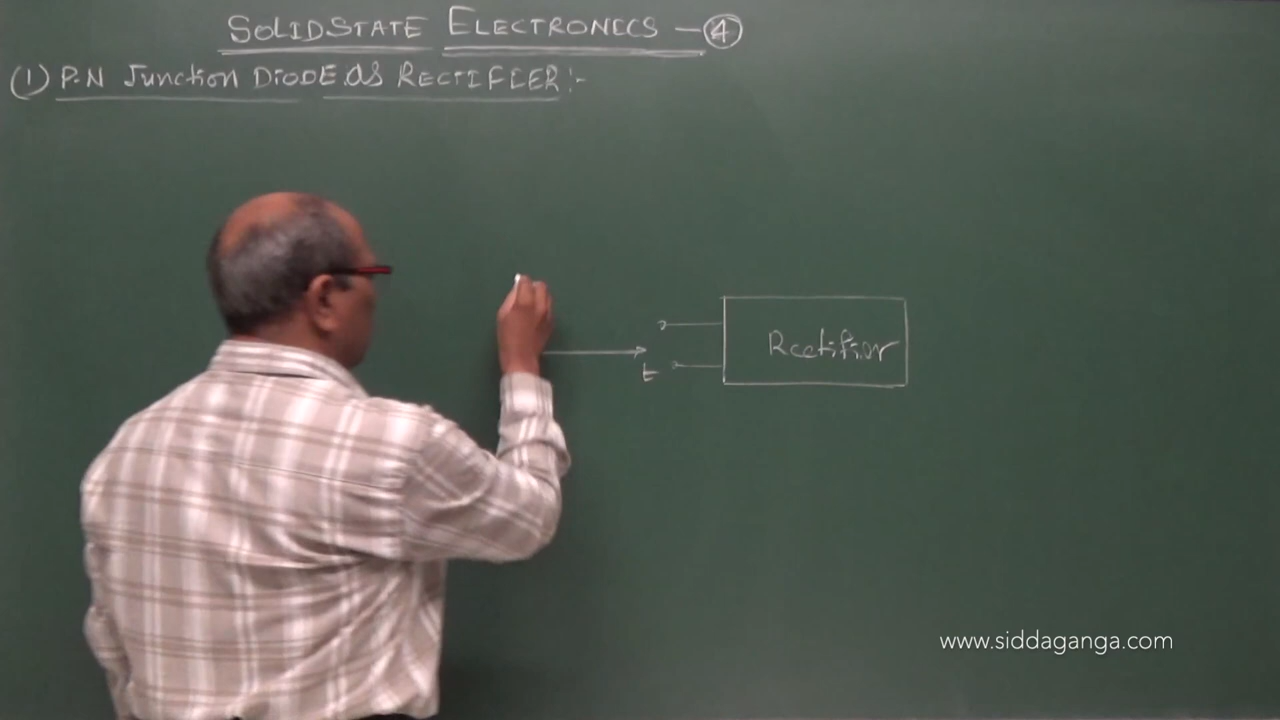 SOLIDSTATE ELECTRONICS - 4
(1) P-N Junction DIODE AS RECTIFIER :-
Rectifier
t
www.siddaganga.com